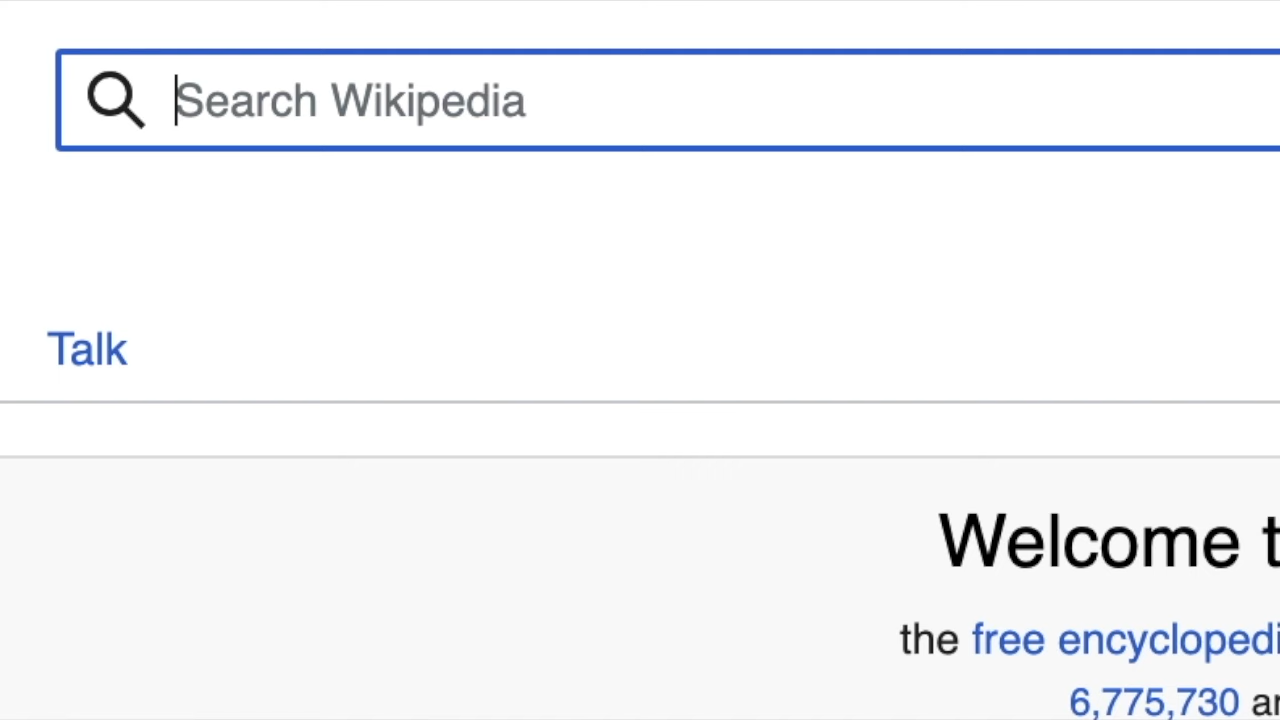 Search Wikipedia
Talk
Welcome t
the free encyclopedi
6,775,730 ar